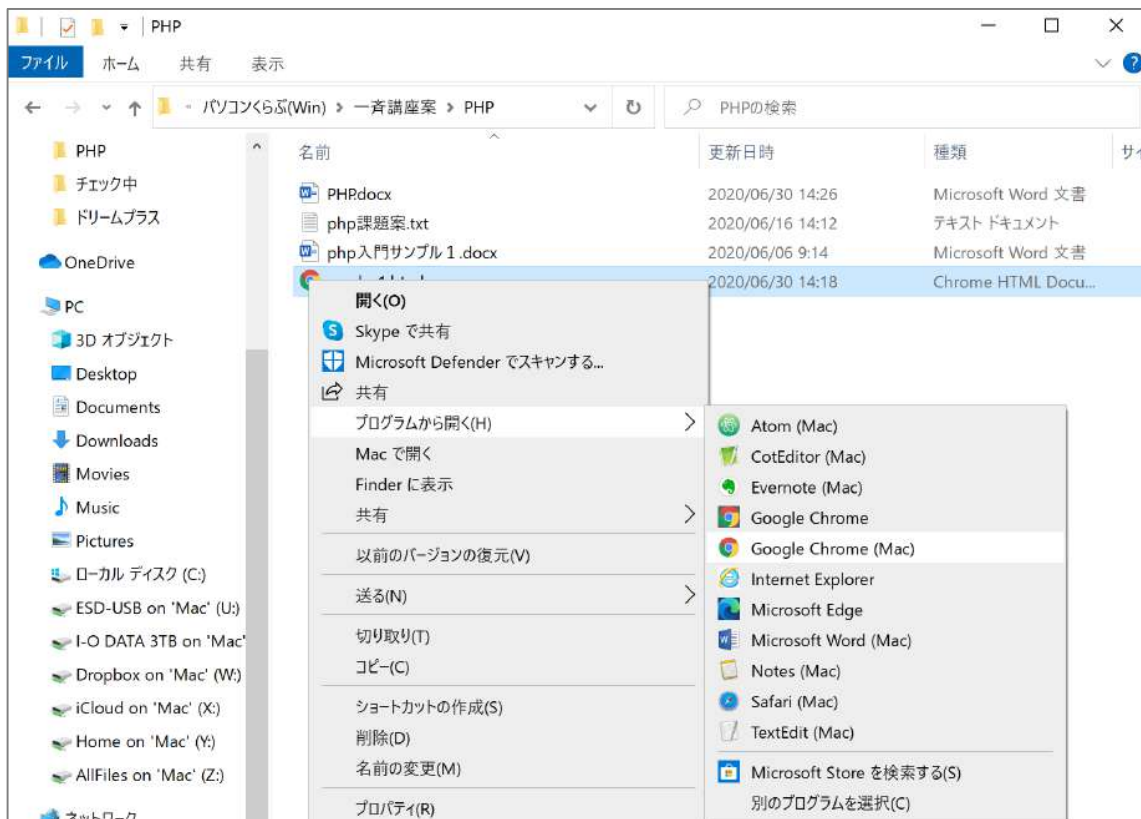 PHP
ファイル ホーム 共有 表示
パソコンくらぶ(Win) › 一斉講座案 › PHP PHPの検索
PHP
チェック中
ドリームプラス
OneDrive
PC
3D オブジェクト
Desktop
Documents
Downloads
Movies
Music
Pictures
ローカル ディスク (C:)
ESD-USB on 'Mac' (U:)
I-O DATA 3TB on 'Mac'
Dropbox on 'Mac' (W:)
iCloud on 'Mac' (X:)
Home on 'Mac' (Y:)
AllFiles on 'Mac' (Z:)
ネットワーク
名前 更新日時 種類
PHP.docx 2020/06/30 14:26 Microsoft Word 文書
php課題案.txt 2020/06/16 14:12 テキスト ドキュメント
php入門サンプル１.docx 2020/06/06 9:14 Microsoft Word 文書
2020/06/30 14:18 Chrome HTML Docu...
開く(O)
Skype で共有
Microsoft Defender でスキャンする...
共有
プログラムから開く(H)
Mac で開く
Finder に表示
共有
以前のバージョンの復元(V)
送る(N)
切り取り(T)
コピー(C)
ショートカットの作成(S)
削除(D)
名前の変更(M)
プロパティ(R)
Atom (Mac)
CotEditor (Mac)
Evernote (Mac)
Google Chrome
Google Chrome (Mac)
Internet Explorer
Microsoft Edge
Microsoft Word (Mac)
Notes (Mac)
Safari (Mac)
TextEdit (Mac)
Microsoft Store を検索する(S)
別のプログラムを選択(C)